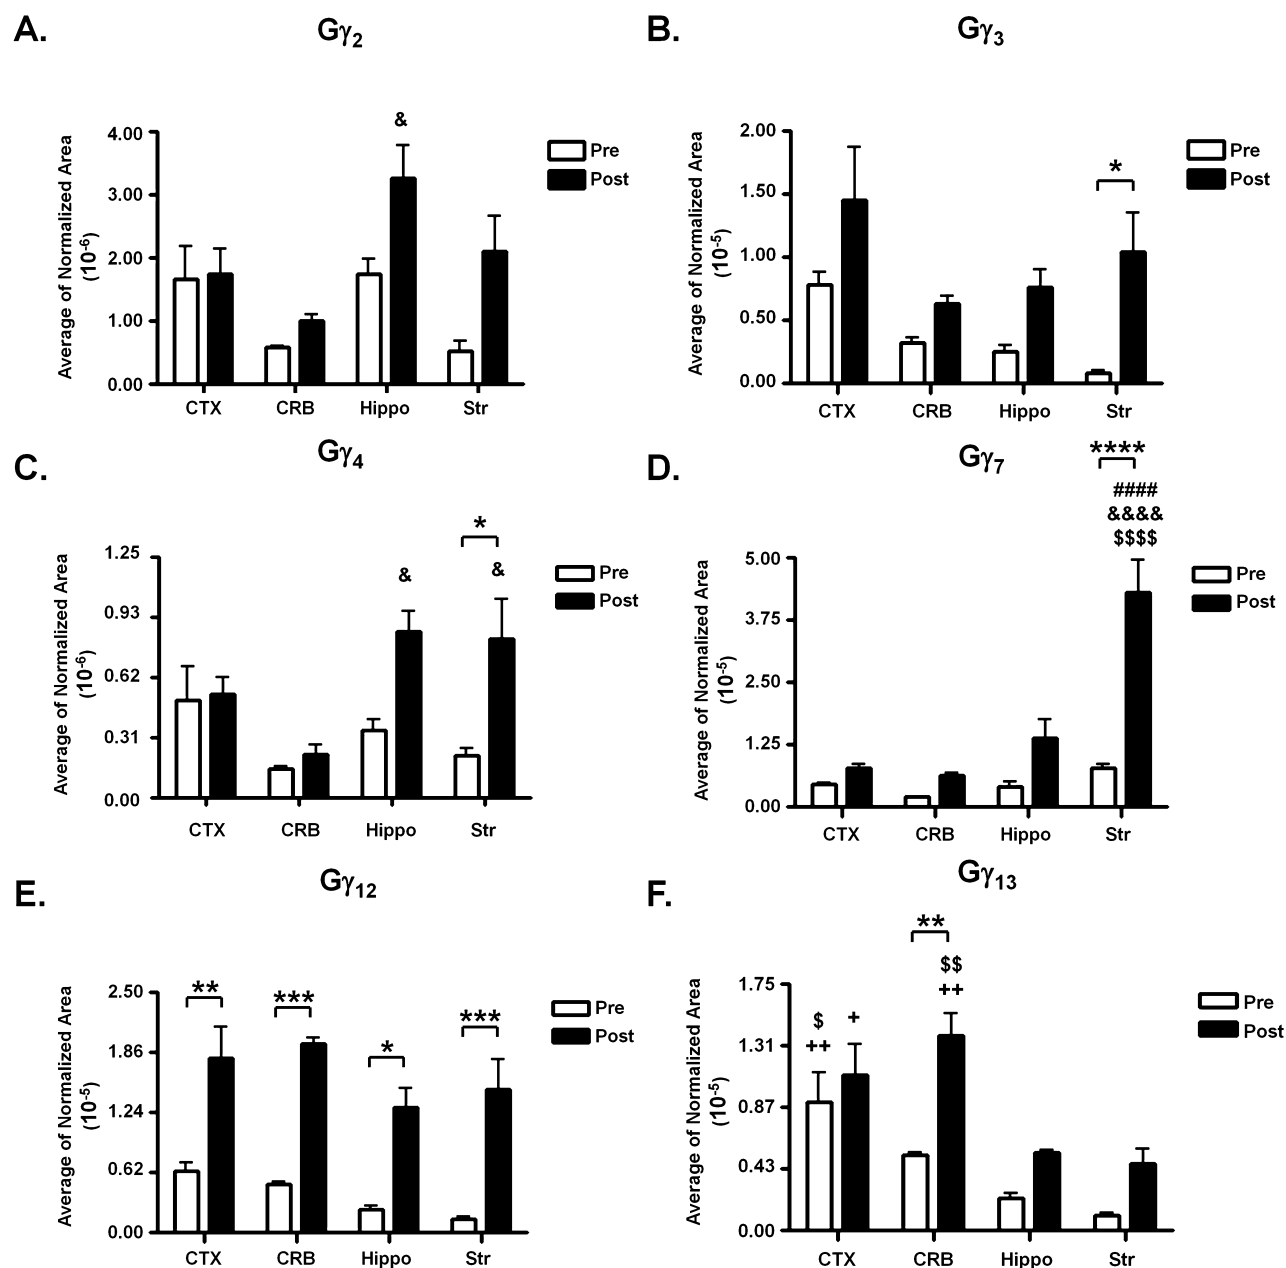 A.
Gγ2
Average of Normalized Area
(10-6)
4.00
3.00
2.00
1.00
0.00
&
Pre
Post
CTX CRB Hippo Str
B.
Gγ3
Average of Normalized Area
(10-5)
2.00
1.50
1.00
0.50
0.00
*
Pre
Post
CTX CRB Hippo Str
C.
Gγ4
Average of Normalized Area
(10-6)
1.25
0.93
0.62
0.31
0.00
*
& &
Pre
Post
CTX CRB Hippo Str
D.
Gγ7
Average of Normalized Area
(10-5)
5.00
3.75
2.50
1.25
0.00
****
####
&&&&
$$$$
Pre
Post
CTX CRB Hippo Str
E.
Gγ12
Average of Normalized Area
(10-5)
2.50
1.86
1.24
0.62
0.00
** *** * ***
Pre
Post
CTX CRB Hippo Str
F.
Gγ13
Average of Normalized Area
(10-5)
1.75
1.31
0.87
0.43
0.00
**
$$
++
$ +
++
Pre
Post
CTX CRB Hippo Str